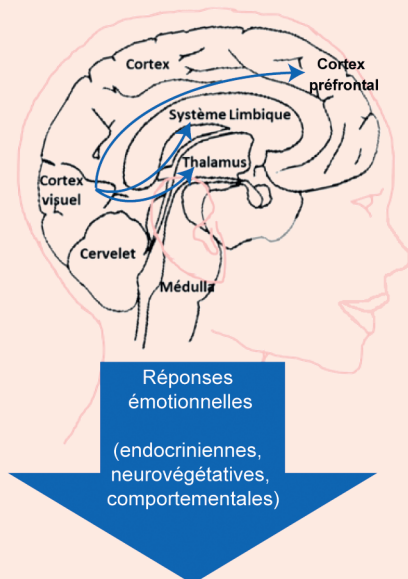 Cortex
Cortex
préfrontal
Système Limbique
Thalamus
Cortex
visuel
Cervelet
Médulla
Réponses
émotionnelles
(endocriniennes,
neurovégétatives,
comportementales)